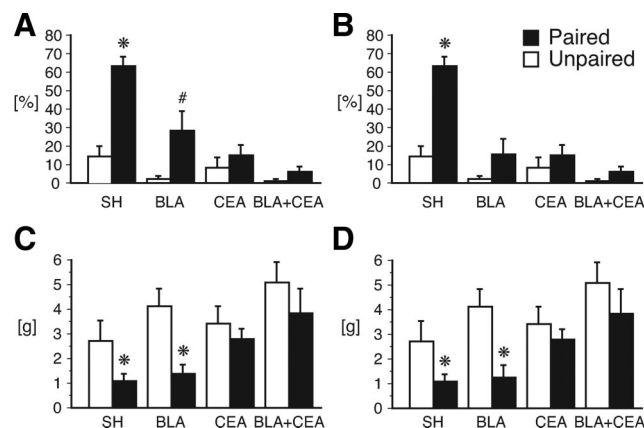 A
80
70
60
50
[%] 40
30
20
10
0
*
#
SH BLA CEA BLA+CEA
B
80
70
60
50
[%] 40
30
20
10
0
*
SH BLA CEA BLA+CEA
Paired
Unpaired
C
6
5
4
[g] 3
2
1
0
* *
SH BLA CEA BLA+CEA
D
6
5
4
[g] 3
2
1
0
* *
SH BLA CEA BLA+CEA